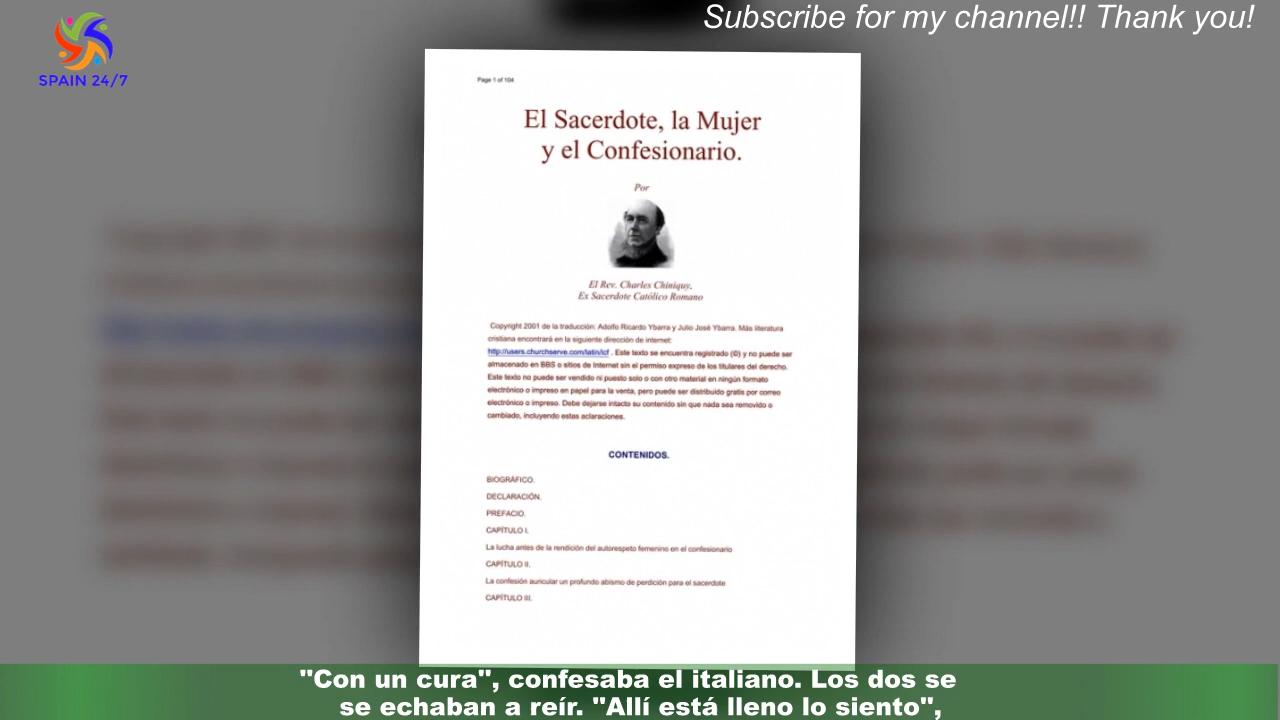 Subscribe for my channel!! Thank you!
SPAIN 24/7
Page 1 of 104
El Sacerdote, la Mujer
y el Confesionario.
Por
El Rev. Charles Chiniquy,
Ex Sacerdote Católico Romano
Copyright 2001 de la traducción: Adolfo Ricardo Ybarra y Julio José Ybarra. Más literatura
cristiana encontrará en la siguiente dirección de internet:
http://users.churchserve.com/latin/lcf . Este texto se encuentra registrado (©) y no puede ser
almacenado en BBS o sitios de Internet sin el permiso expreso de los titulares del derecho.
Este texto no puede ser vendido ni puesto solo o con otro material en ningún formato
electrónico o impreso en papel para la venta, pero puede ser distribuido gratis por correo
electrónico o impreso. Debe dejarse intacto su contenido sin que nada sea removido o
cambiado, incluyendo estas aclaraciones.
CONTENIDOS.
BIOGRÁFICO.
DECLARACIÓN.
PREFACIO.
CAPÍTULO I.
La lucha antes de la rendición del autorespeto femenino en el confesionario
CAPÍTULO II.
La confesión auricular un profundo abismo de perdición para el sacerdote
CAPÍTULO III.
"Con un cura", confesaba el italiano. Los dos se
se echaban a reír. "Allí está lleno lo siento",